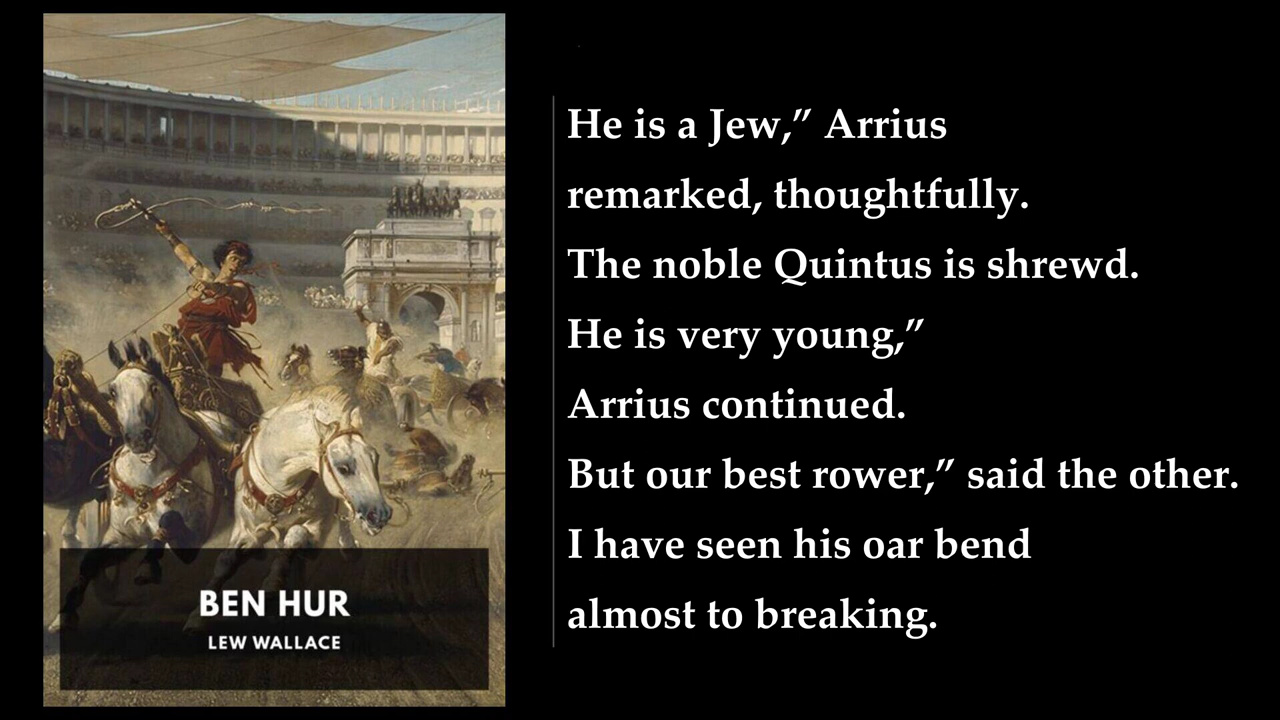 BEN HUR
LEW WALLACE
He is a Jew,” Arrius
remarked, thoughtfully.
The noble Quintus is shrewd.
He is very young,”
Arrius continued.
But our best rower,” said the other.
I have seen his oar bend
almost to breaking.